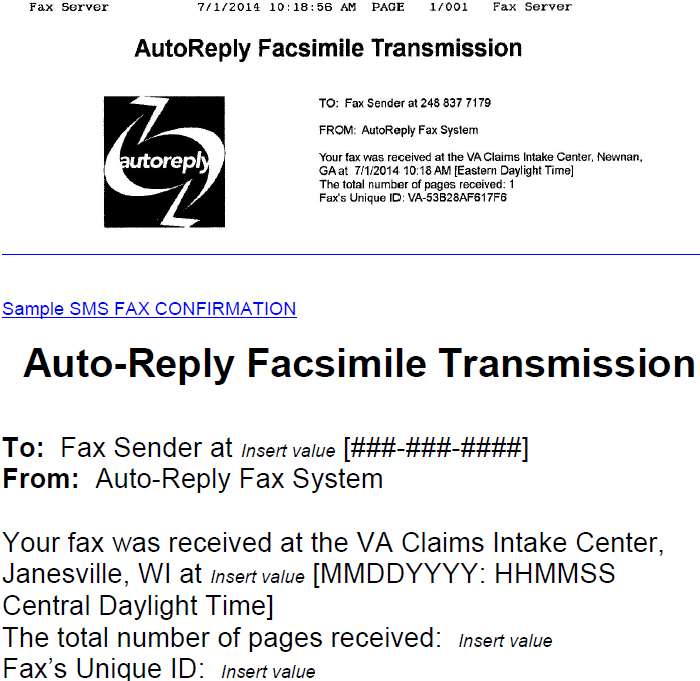 Fax Server 7/1/2014 10:18:56 AM PAGE 1/001 Fax Server
AutoReply Facsimile Transmission
autoreply
TO: Fax Sender at 248 837 7179
FROM: AutoReply Fax System
Your fax was received at the VA Claims Intake Center, Newnan,
GA at 7/1/2014 10:18 AM [Eastern Daylight Time]
The total number of pages received: 1
Fax's Unique ID: VA-53B28AF617F6
Sample SMS FAX CONFIRMATION
Auto-Reply Facsimile Transmission
To: Fax Sender at Insert value [###-###-####]
From: Auto-Reply Fax System
Your fax was received at the VA Claims Intake Center,
Janesville, WI at Insert value [MMDDYYYY: HHMMSS
Central Daylight Time]
The total number of pages received: Insert value
Fax's Unique ID: Insert value